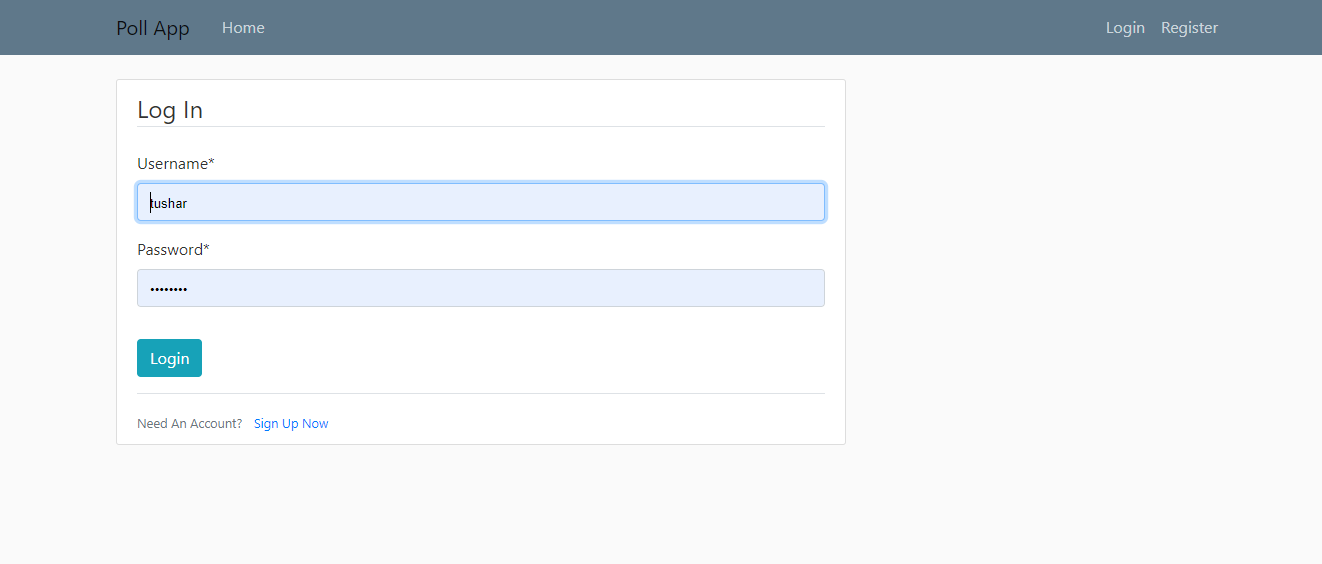 Poll App Home Login Register
Log In
Username*
tushar
Password*
••••••••
Login
Need An Account? Sign Up Now